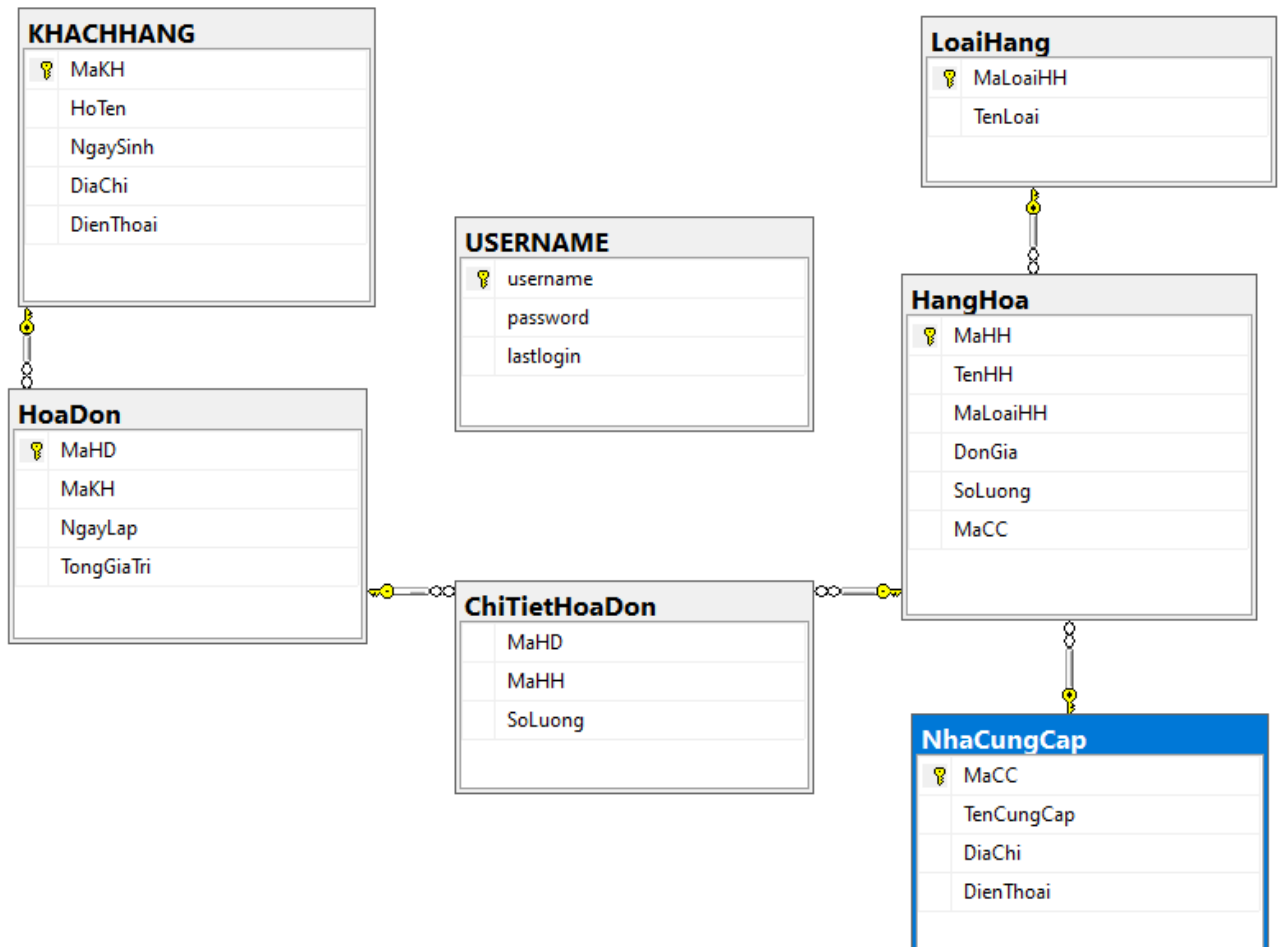 KHACHHANG
MaKH
HoTen
NgaySinh
DiaChi
DienThoai
LoaiHang
MaLoaiHH
TenLoai
USERNAME
username
password
lastlogin
HangHoa
MaHH
TenHH
MaLoaiHH
DonGia
SoLuong
MaCC
HoaDon
MaHD
MaKH
NgayLap
TongGiaTri
ChiTietHoaDon
MaHD
MaHH
SoLuong
NhaCungCap
MaCC
TenCungCap
DiaChi
DienThoai